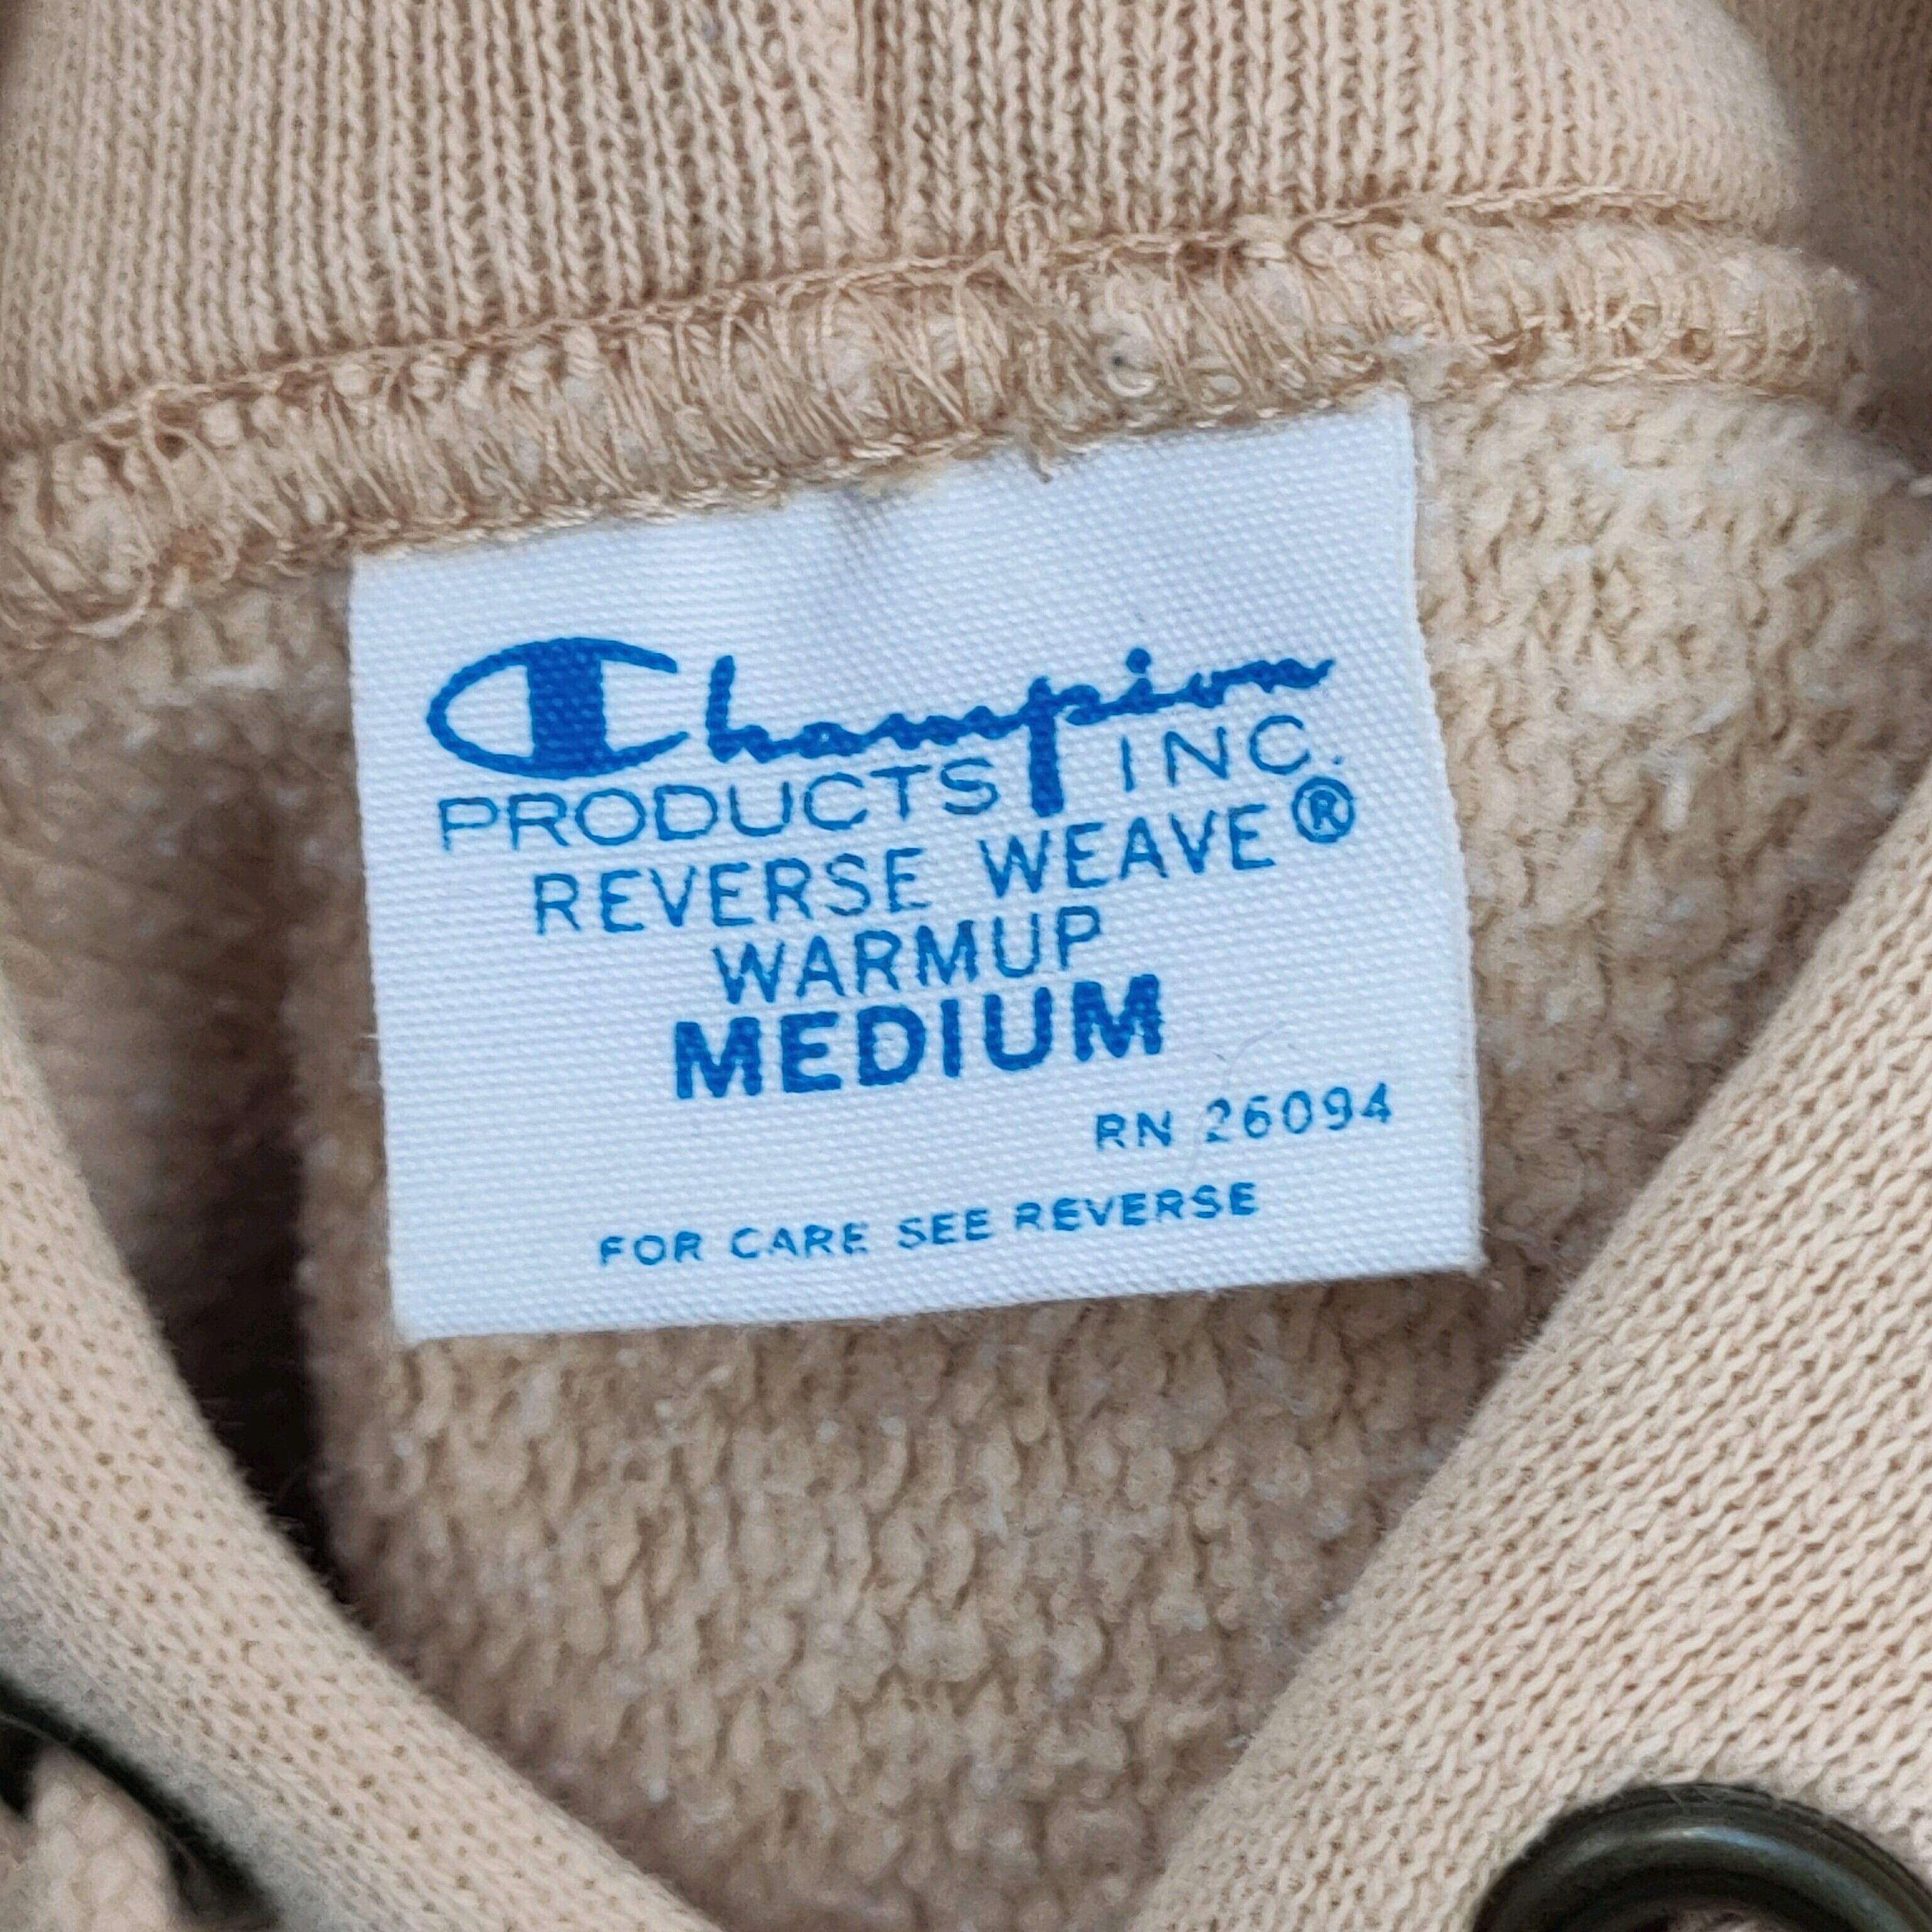 Champion
PRODUCTS INC.
REVERSE WEAVE®
WARMUP
MEDIUM
RN 26094
FOR CARE SEE REVERSE